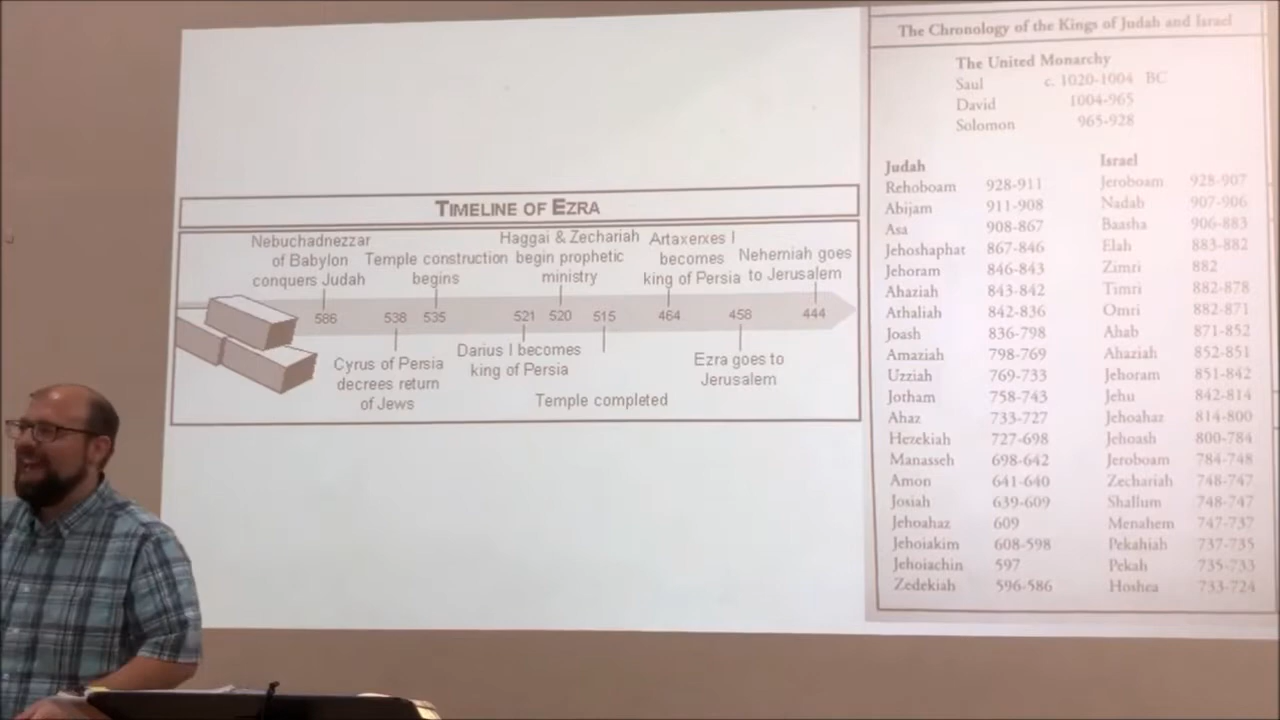 TIMELINE OF EZRA
Nebuchadnezzar
of Babylon
conquers Judah
Temple construction
begins
Haggai & Zechariah
begin prophetic
ministry
Artaxerxes I
becomes
king of Persia
Nehemiah goes
to Jerusalem
586 538 535 521 520 515 464 458 444
Cyrus of Persia
decrees return
of Jews
Darius I becomes
king of Persia
Temple completed
Ezra goes to
Jerusalem
The Chronology of the Kings of Judah and Israel
The United Monarchy
Saul c. 1020-1004 BC
David 1004-965
Solomon 965-928
Judah Israel
Rehoboam 928-911 Jeroboam 928-907
Abijam 911-908 Nadab 907-906
Asa 908-867 Baasha 906-883
Jehoshaphat 867-846 Elah 883-882
Jehoram 846-843 Zimri 882
Ahaziah 843-842 Timri 882-878
Athaliah 842-836 Omri 882-871
Joash 836-798 Ahab 871-852
Amaziah 798-769 Ahaziah 852-851
Uzziah 769-733 Jehoram 851-842
Jotham 758-743 Jehu 842-814
Ahaz 733-727 Jehoahaz 814-800
Hezekiah 727-698 Jehoash 800-784
Manasseh 698-642 Jeroboam 784-748
Amon 641-640 Zechariah 748-747
Josiah 639-609 Shallum 748-747
Jehoahaz 609 Menahem 747-737
Jehoiakim 608-598 Pekahiah 737-735
Jehoiachin 597 Pekah 735-733
Zedekiah 596-586 Hoshea 733-724